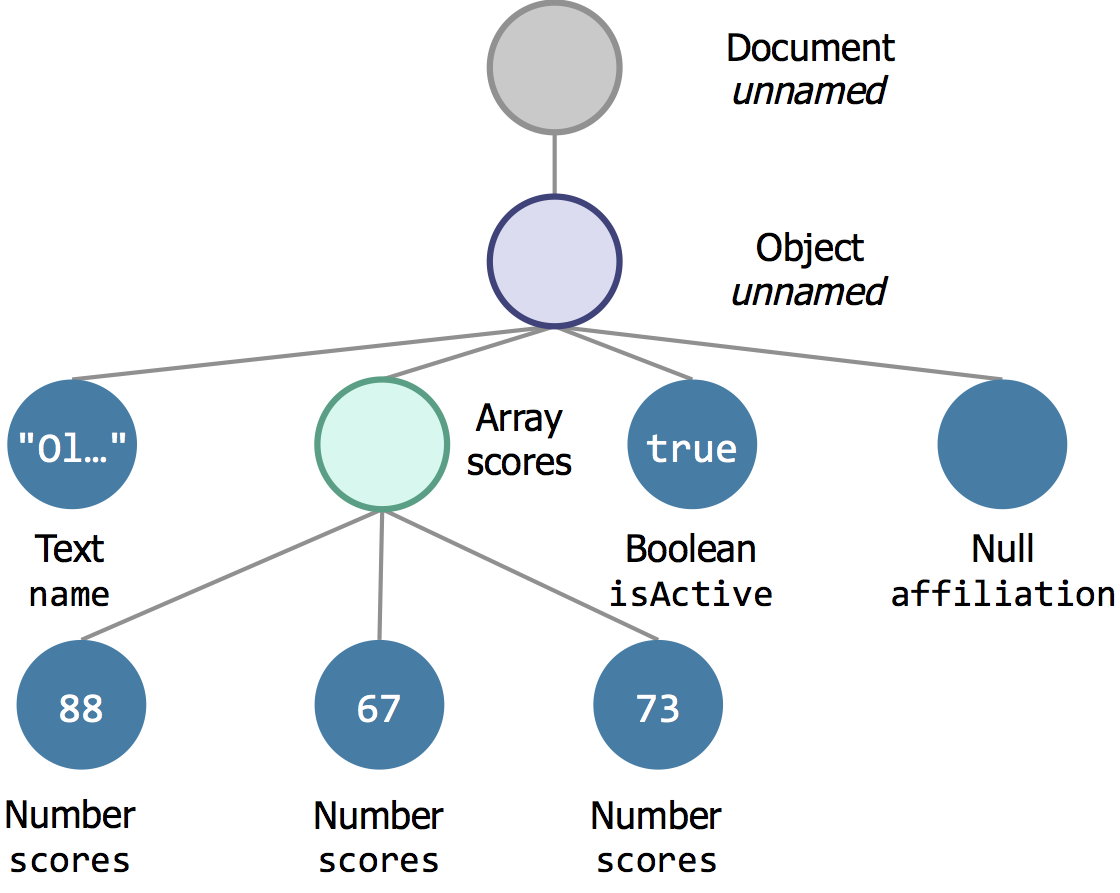 Document
unnamed
Object
unnamed
"Ol…"
Array
scores
true
Text
name
Boolean
isActive
Null
affiliation
88
67
73
Number
scores
Number
scores
Number
scores